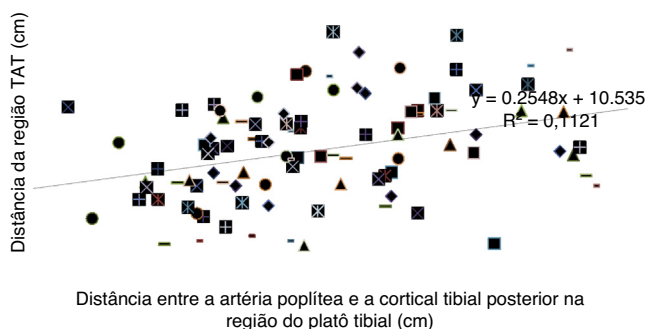 Distância da região TAT (cm)
y = 0.2548x + 10.535
R² = 0,1121
Distância entre a artéria poplítea e a cortical tibial posterior na
região do platô tibial (cm)